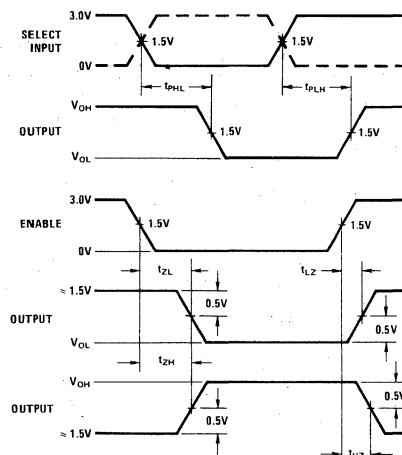 3.0V
SELECT INPUT
1.5V
1.5V
0V
tPHL
tPLH
VOH
OUTPUT
1.5V
1.5V
VOL
3.0V
ENABLE
1.5V
1.5V
0V
tZL
tLZ
≈ 1.5V
0.5V
OUTPUT
0.5V
VOL
tZH
VOH
0.5V
OUTPUT
0.5V
≈ 1.5V